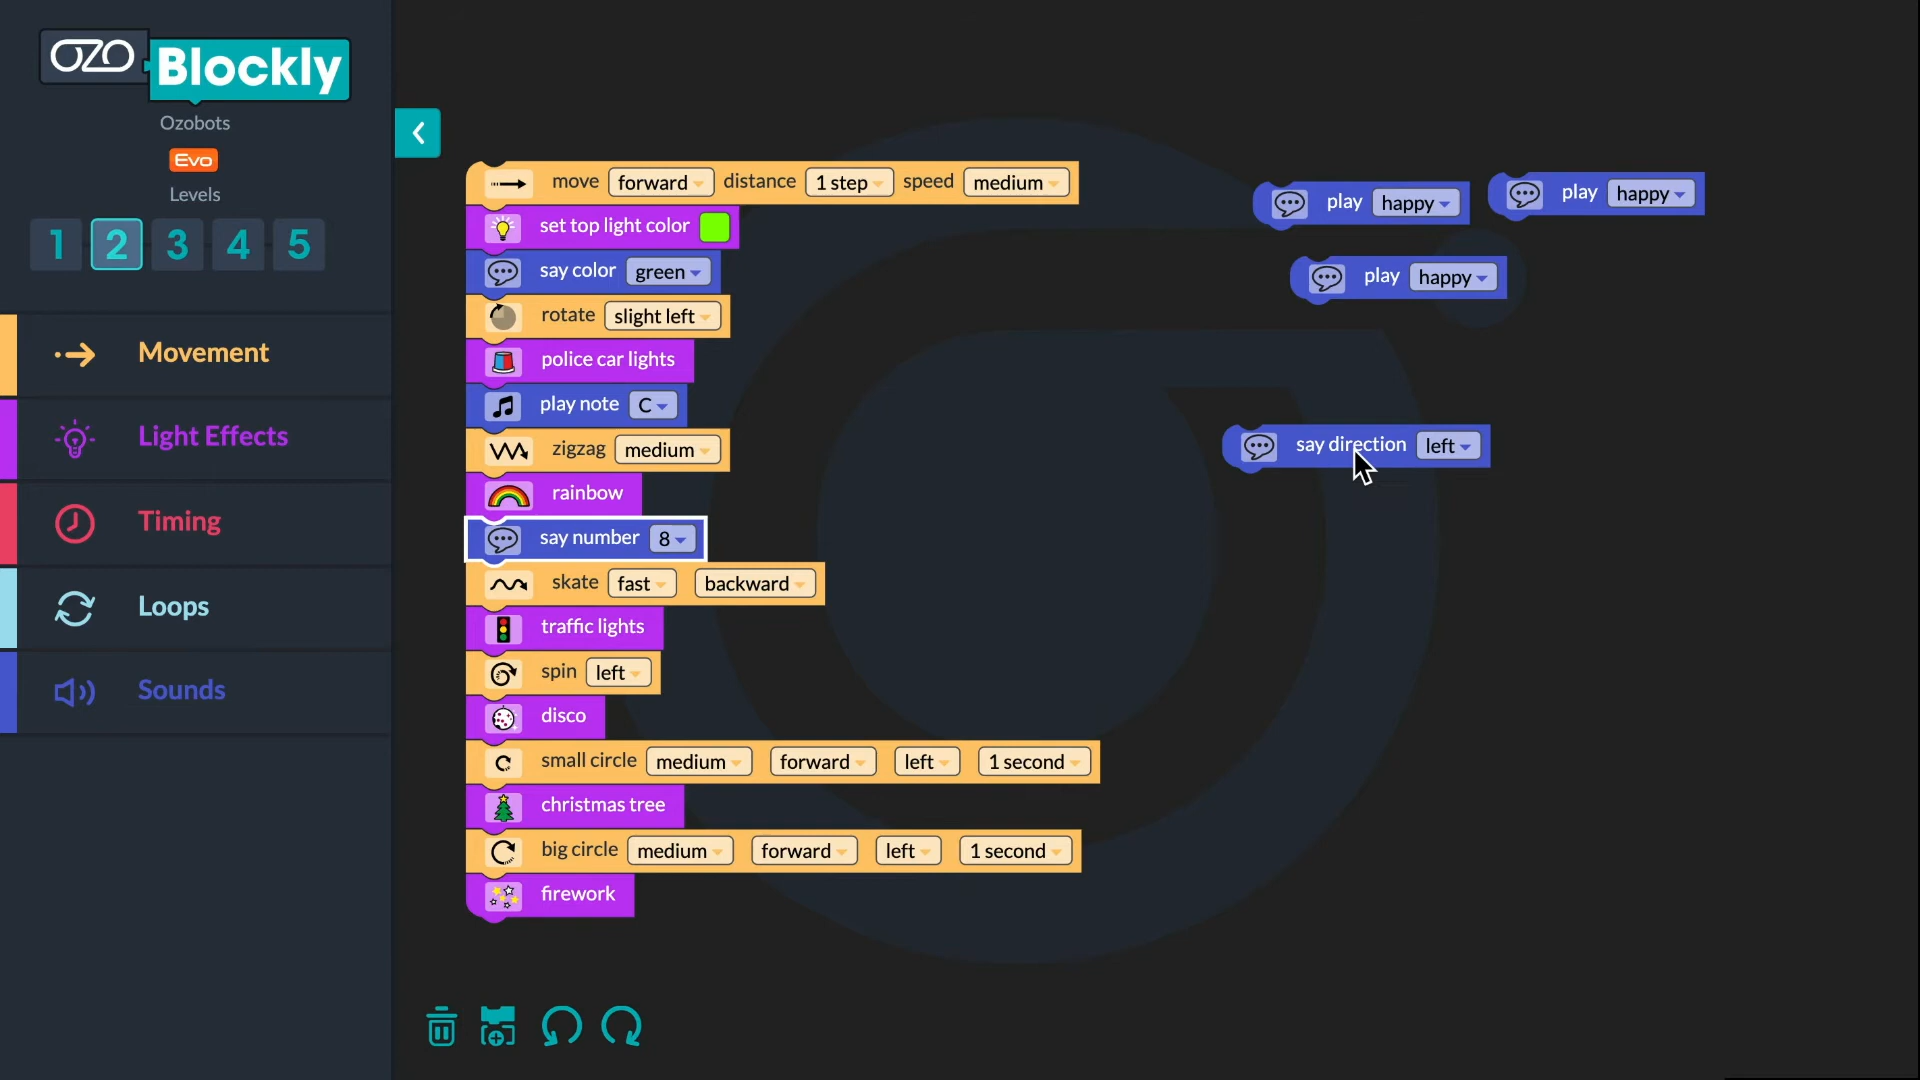 OZO
Blockly
Ozobots
Evo
Levels
1 2 3 4 5
Movement
Light Effects
Timing
Loops
Sounds
move forward distance 1 step speed medium
set top light color
say color green
rotate slight left
police car lights
play note C
zigzag medium
rainbow
say number 8
skate fast backward
traffic lights
spin left
disco
small circle medium forward left 1 second
christmas tree
big circle medium forward left 1 second
firework
play happy
play happy
play happy
say direction left